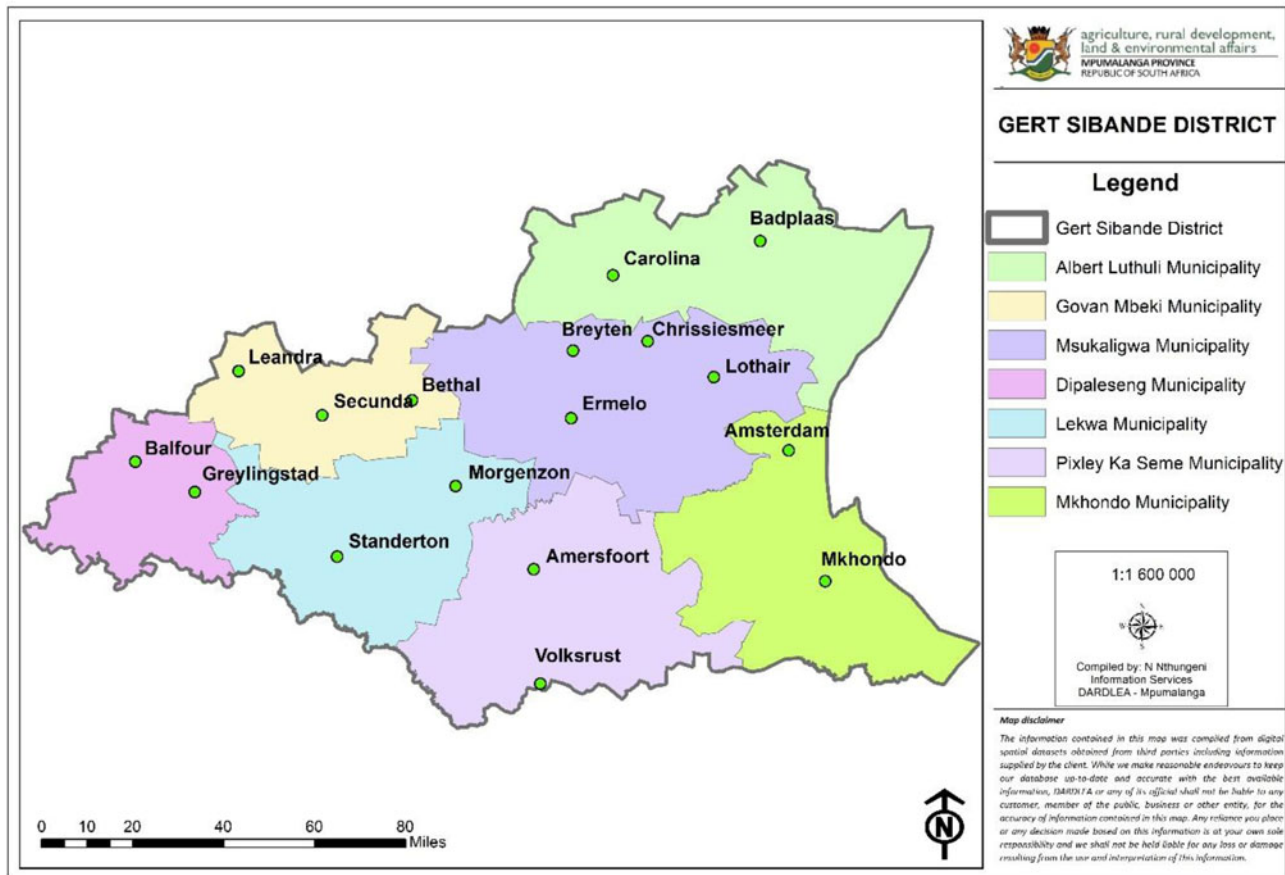 agriculture, rural development,
land & environmental affairs
MPUMALANGA PROVINCE
REPUBLIC OF SOUTH AFRICA
GERT SIBANDE DISTRICT
Legend
Gert Sibande District
Albert Luthuli Municipality
Govan Mbeki Municipality
Msukaligwa Municipality
Dipaleseng Municipality
Lekwa Municipality
Pixley Ka Seme Municipality
Mkhondo Municipality
Badplaas
Carolina
Breyten
Chrissiesmeer
Leandra
Lothair
Bethal
Secunda
Ermelo
Amsterdam
Balfour
Greylingstad
Morgenzon
Standerton
Amersfoort
Mkhondo
Volksrust
0 10 20 40 60 80
Miles
N
1:1 600 000
N
W E
S
Compiled by: N Nthungeni
Information Services
DARDLEA - Mpumalanga
Map disclaimer
The information contained in this map was compiled from digital
spatial datasets obtained from third parties including information
supplied by the client. While we make reasonable endeavours to keep
our database up-to-date and accurate with the best available
information, DARDLEA or any of its official shall not be liable to any
customer, member of the public, business or other entity, for the
accuracy of information contained in this map. Any reliance you place
or any decision made based on this information is at your own sole
responsibility and we shall not be held liable for any loss or damage
resulting from the use and interpretation of this information.